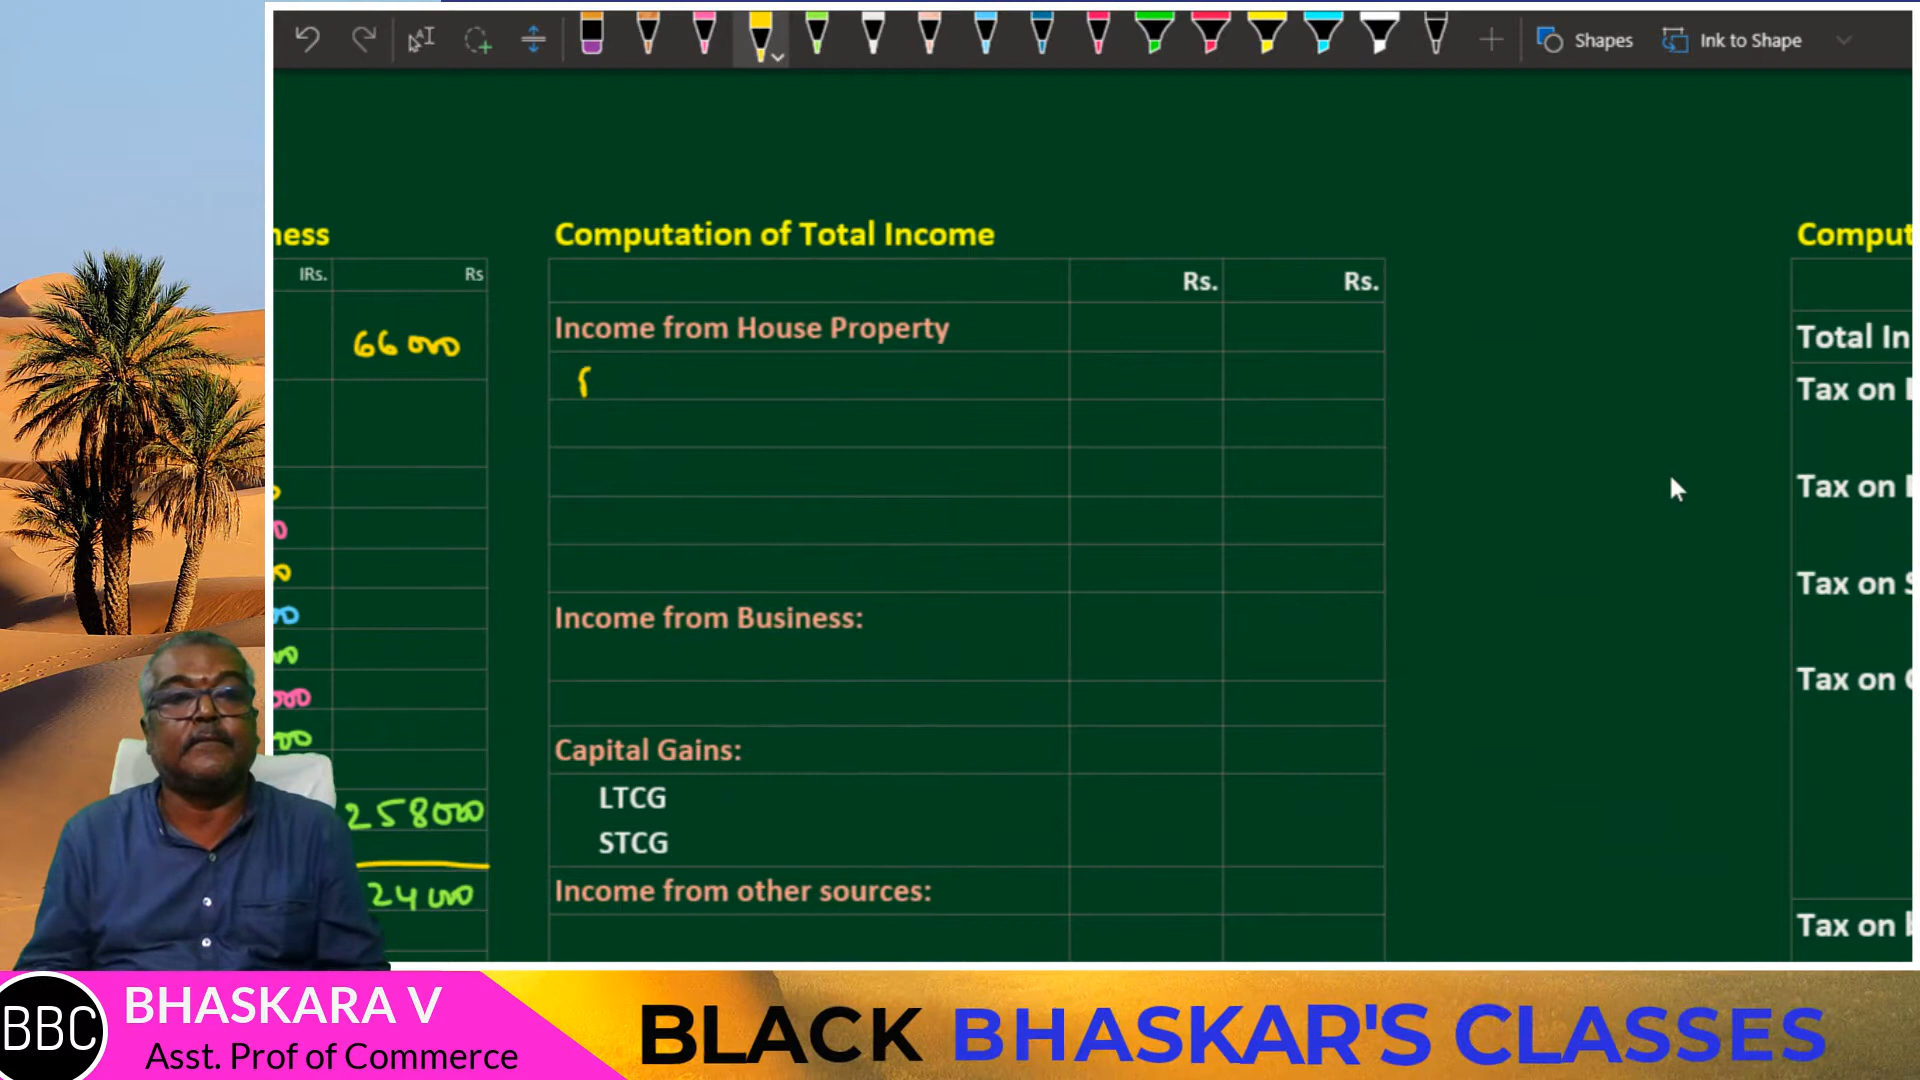 Shapes
Ink to Shape
ness
IRs.
Rs
66000
258000
Computation of Total Income
Rs.
Rs.
Income from House Property
Income from Business:
Capital Gains:
LTCG
STCG
Income from other sources:
Comput
Total In
Tax on
Tax on
Tax on
Tax on
Tax on
BBC
BHASKARA V
Asst. Prof of Commerce
BLACK BHASKAR'S CLASSES